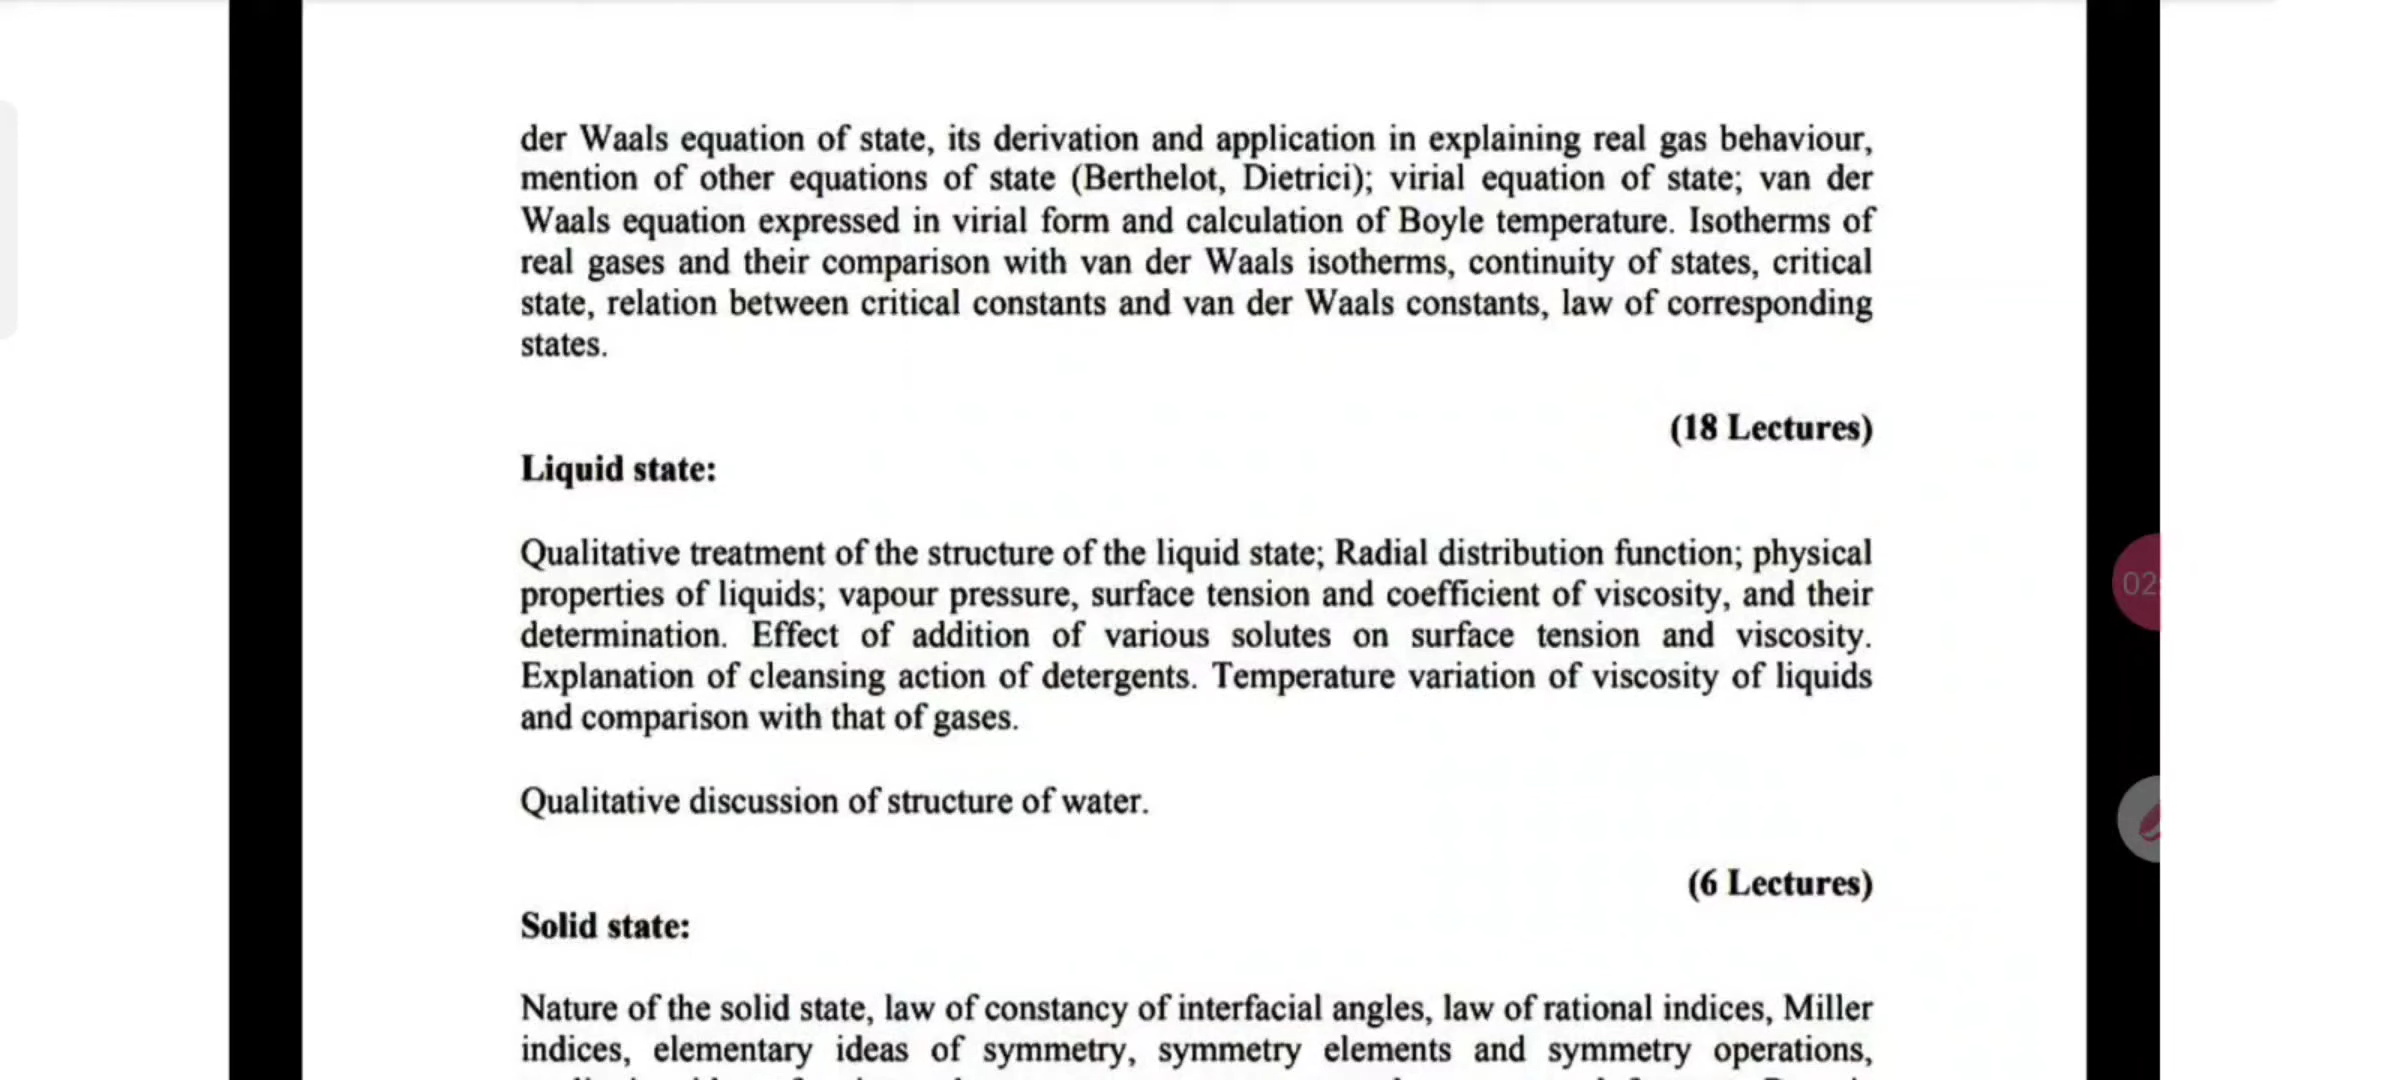 der Waals equation of state, its derivation and application in explaining real gas behaviour,
mention of other equations of state (Berthelot, Dietrici); virial equation of state; van der
Waals equation expressed in virial form and calculation of Boyle temperature. Isotherms of
real gases and their comparison with van der Waals isotherms, continuity of states, critical
state, relation between critical constants and van der Waals constants, law of corresponding
states.
(18 Lectures)
Liquid state:
Qualitative treatment of the structure of the liquid state; Radial distribution function; physical
properties of liquids; vapour pressure, surface tension and coefficient of viscosity, and their
determination. Effect of addition of various solutes on surface tension and viscosity.
Explanation of cleansing action of detergents. Temperature variation of viscosity of liquids
and comparison with that of gases.
02
Qualitative discussion of structure of water.
(6 Lectures)
Solid state:
Nature of the solid state, law of constancy of interfacial angles, law of rational indices, Miller
indices, elementary ideas of symmetry, symmetry elements and symmetry operations,